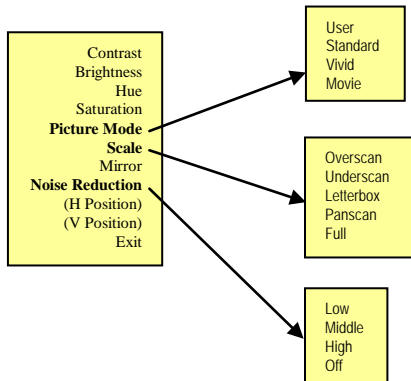 Contrast
Brightness
Hue
Saturation
Picture Mode
Scale
Mirror
Noise Reduction
(H Position)
(V Position)
Exit
User
Standard
Vivid
Movie
Overscan
Underscan
Letterbox
Panscan
Full
Low
Middle
High
Off